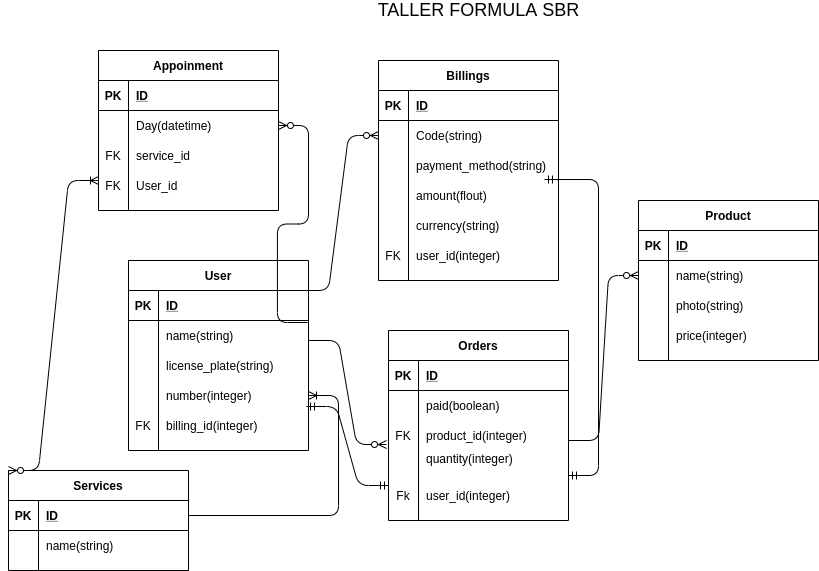 TALLER FORMULA SBR
Appoinment
PK ID
Day(datetime)
FK service_id
FK User_id
Billings
PK ID
Code(string)
payment_method(string)
amount(flout)
currency(string)
FK user_id(integer)
Product
PK ID
name(string)
photo(string)
price(integer)
User
PK ID
name(string)
license_plate(string)
number(integer)
FK billing_id(integer)
Orders
PK ID
paid(boolean)
FK product_id(integer)
quantity(integer)
Fk user_id(integer)
Services
PK ID
name(string)